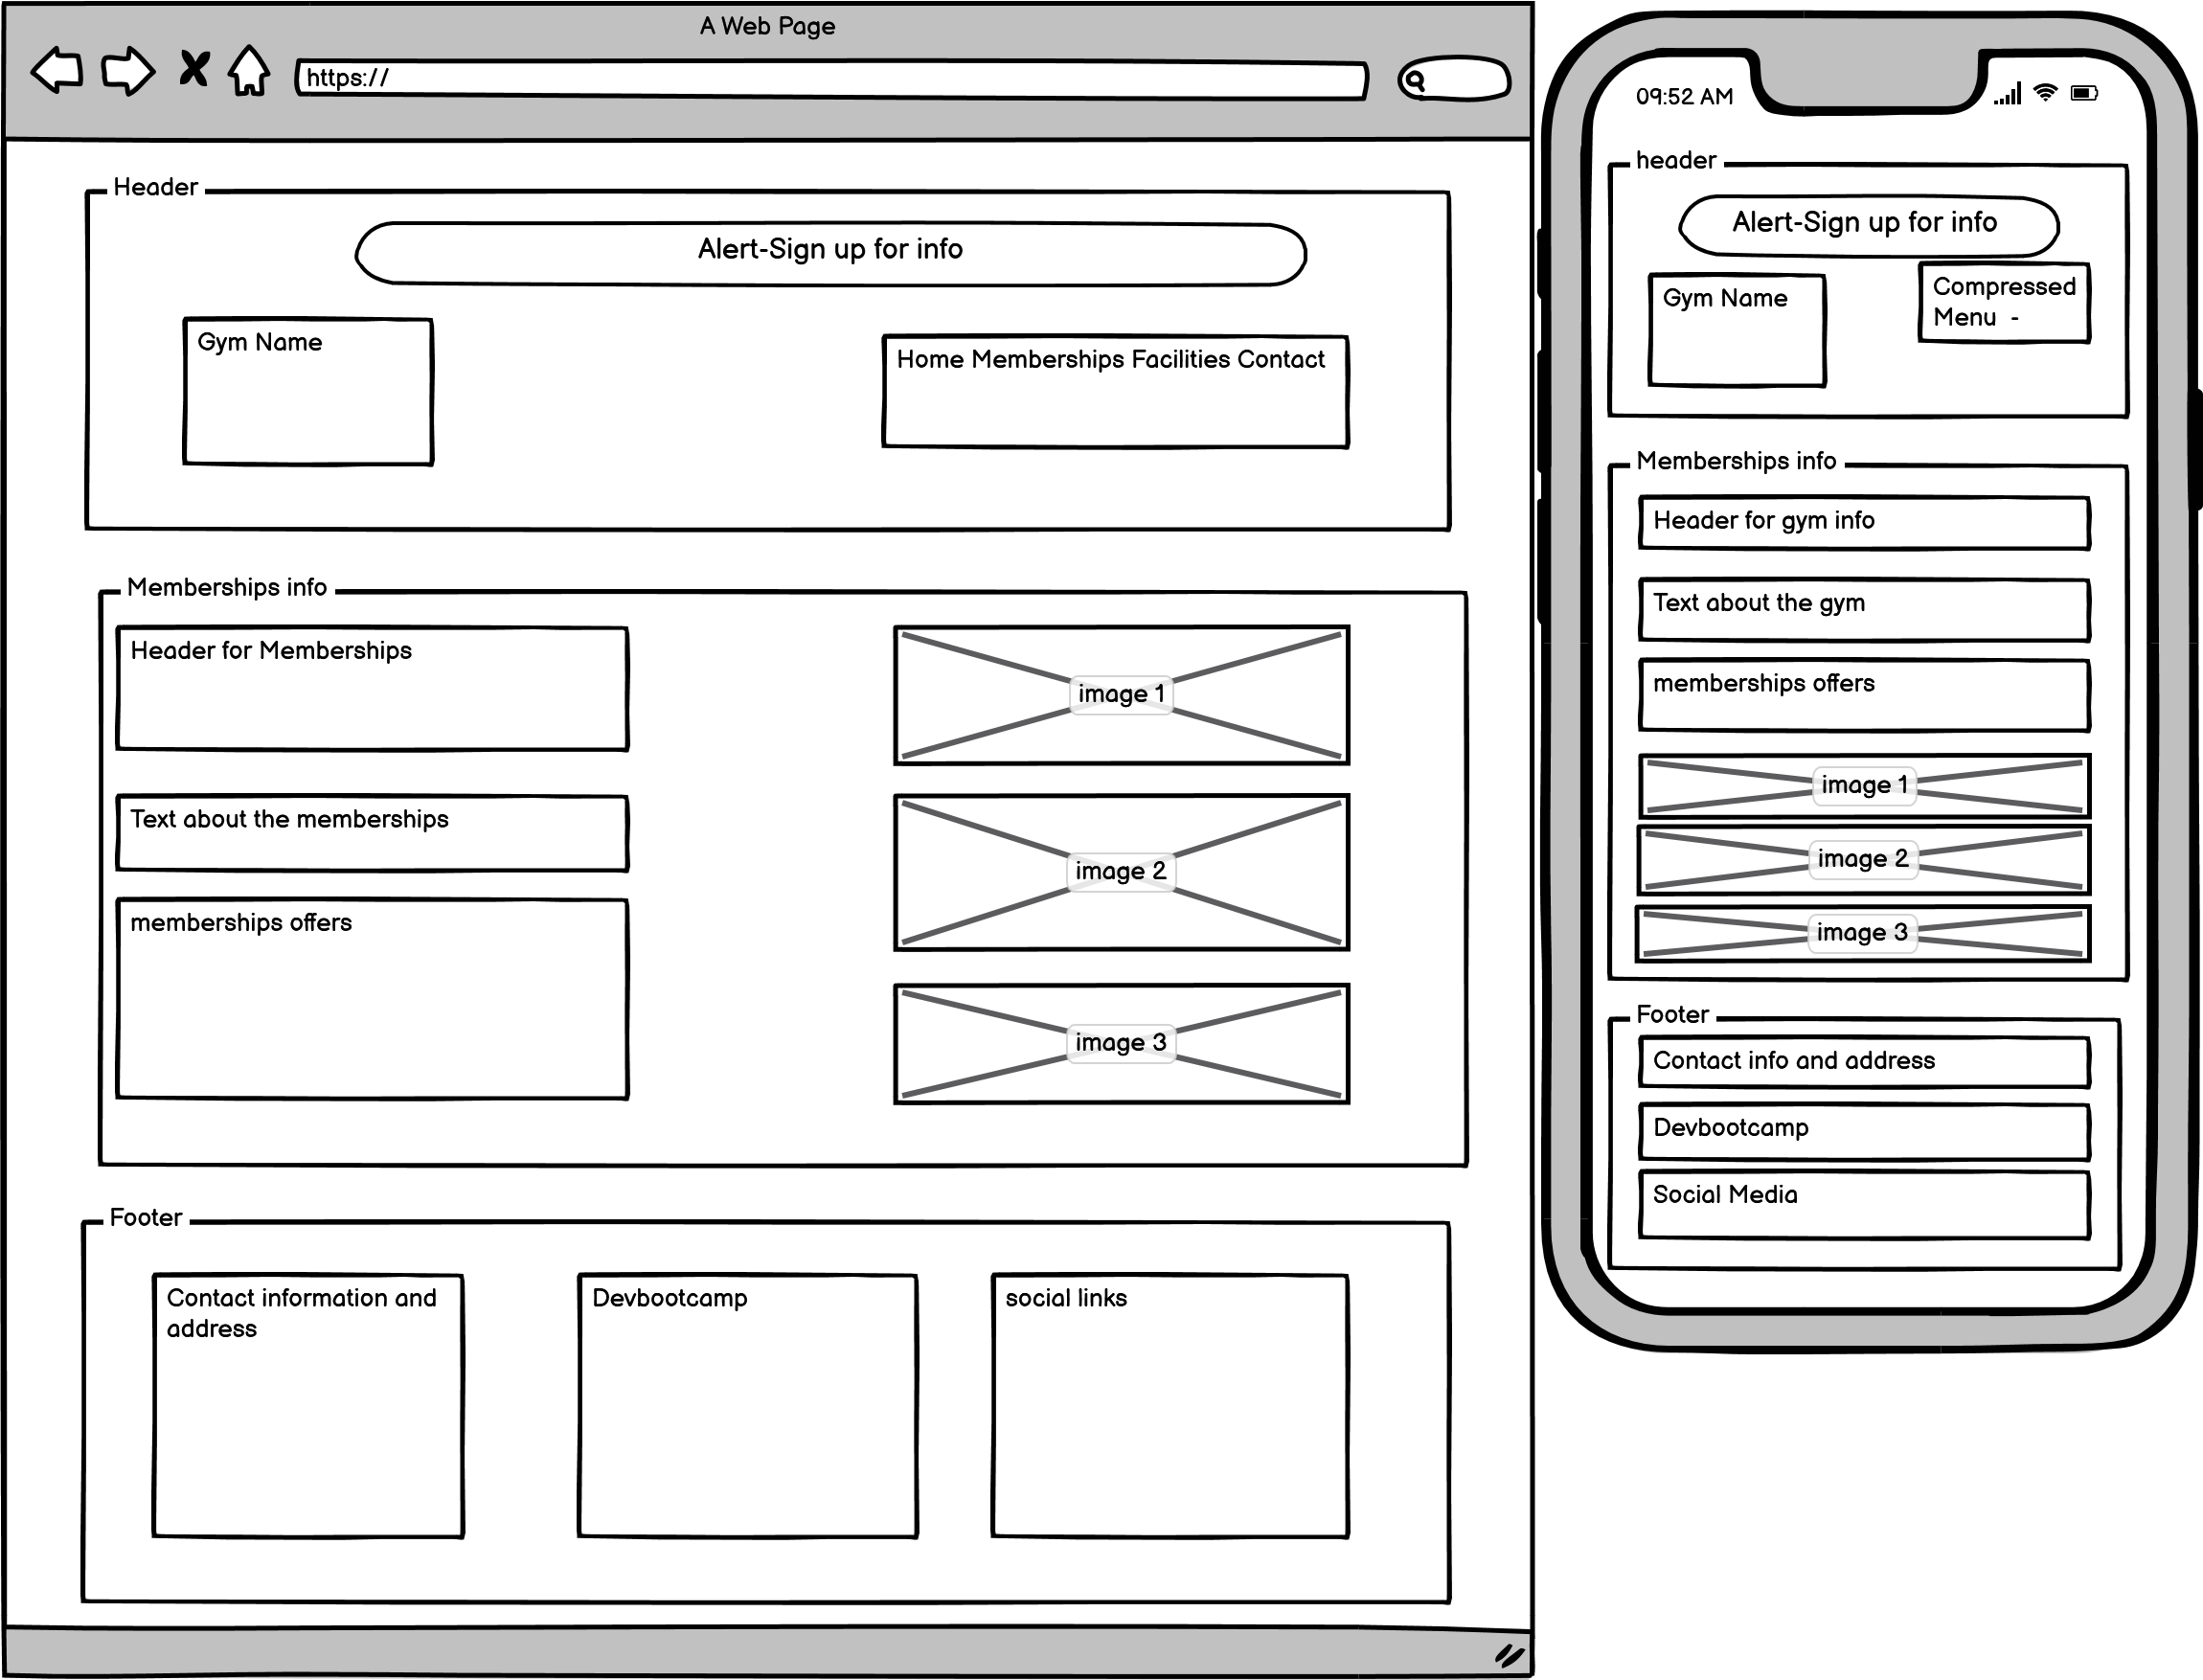 A Web Page
https://
Header
Alert-Sign up for info
Gym Name
Home Memberships Facilities Contact
Memberships info
Header for Memberships
image 1
Text about the memberships
image 2
memberships offers
image 3
Footer
Contact information and
address
Devbootcamp
social links
09:52 AM
header
Alert-Sign up for info
Gym Name
Compressed
Menu -
Memberships info
Header for gym info
Text about the gym
memberships offers
image 1
image 2
image 3
Footer
Contact info and address
Devbootcamp
Social Media